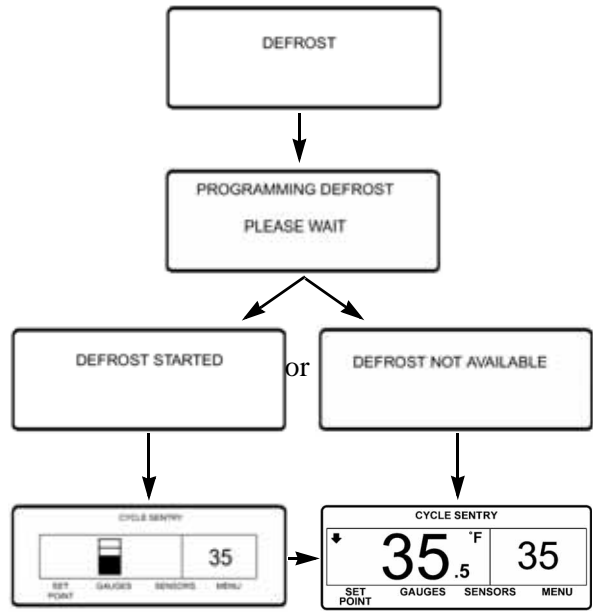 DEFROST
PROGRAMMING DEFROST
PLEASE WAIT
DEFROST STARTED
or
DEFROST NOT AVAILABLE
CYCLE SENTRY
35
SET POINT GAUGES SENSORS MENU
CYCLE SENTRY
35.5 °F 35
SET POINT GAUGES SENSORS MENU